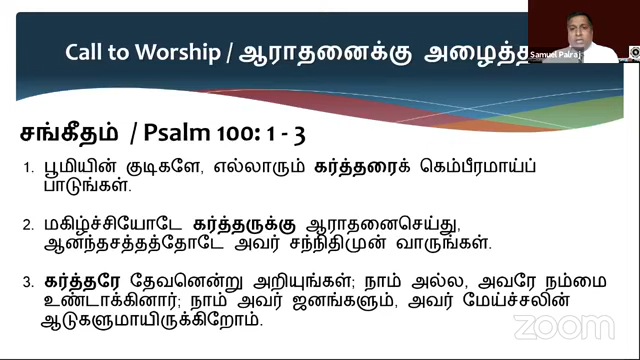 Call to Worship / ஆராதனைக்கு
Samuel Palraj
சங்கீதம் / Psalm 100: 1 - 3
1. பூமியின் குடிகளே, எல்லாரும் கர்த்தரைக் கெம்பீரமாய்ப்
பாடுங்கள்.
2. மகிழ்ச்சியோடே கர்த்தருக்கு ஆராதனைசெய்து,
ஆனந்தசத்தத்தோடே அவர் சந்நிதிமுன் வாருங்கள்.
3. கர்த்தரே தேவனென்று அறியுங்கள்; நாம் அல்ல, அவரே நம்மை
உண்டாக்கினார்; நாம் அவர் ஜனங்களும், அவர் மேய்ச்சலின்
ஆடுகளுமாயிருக்கிறோம்.
zoom